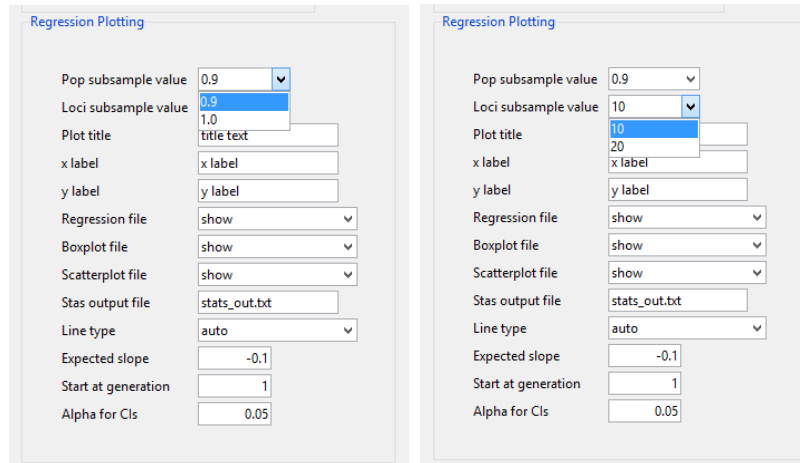 Regression Plotting
Pop subsample value 0.9
Loci subsample value 0.9
1.0
Plot title title text
x label x label
y label y label
Regression file show
Boxplot file show
Scatterplot file show
Stas output file stats_out.txt
Line type auto
Expected slope -0.1
Start at generation 1
Alpha for CIs 0.05
Regression Plotting
Pop subsample value 0.9
Loci subsample value 10
Plot title 10
20
x label x label
y label y label
Regression file show
Boxplot file show
Scatterplot file show
Stas output file stats_out.txt
Line type auto
Expected slope -0.1
Start at generation 1
Alpha for CIs 0.05